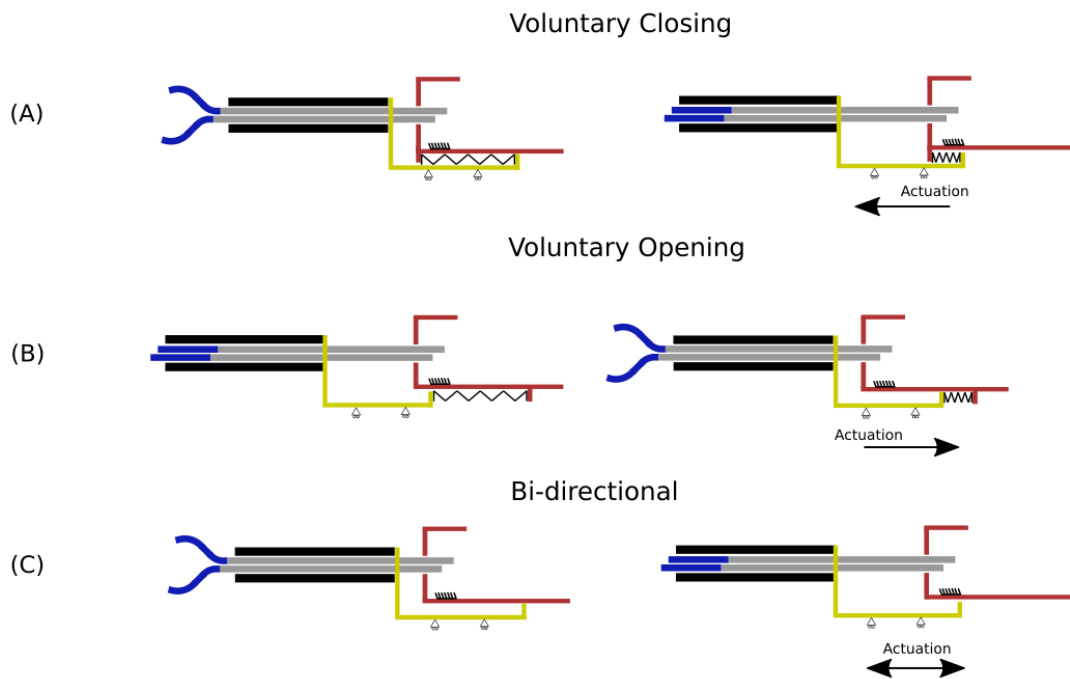 Voluntary Closing
(A)
Actuation
Voluntary Opening
(B)
Actuation
Bi-directional
(C)
Actuation